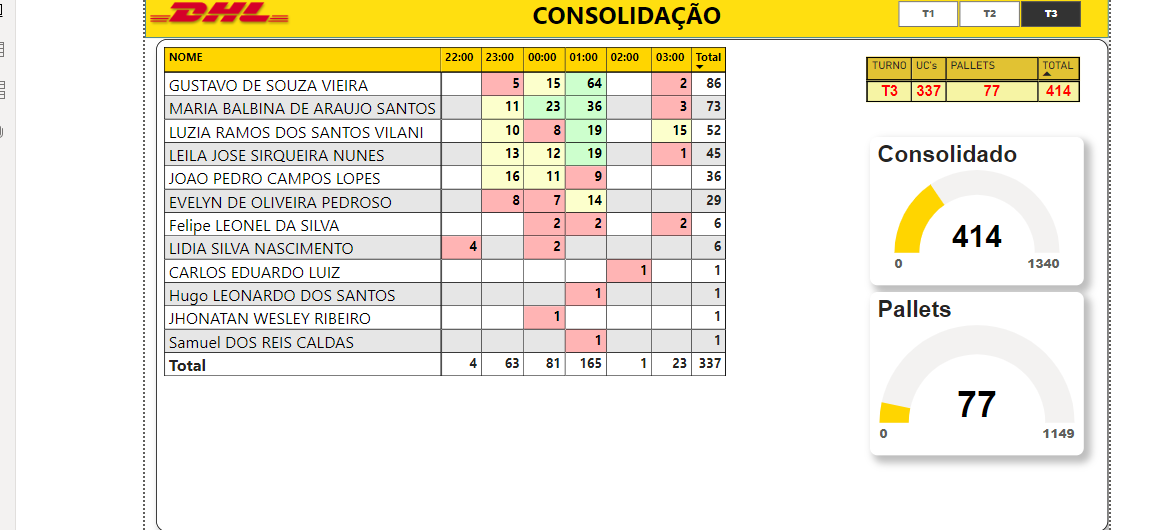 DHL CONSOLIDAÇÃO T1 T2 T3
NOME 22:00 23:00 00:00 01:00 02:00 03:00 Total
GUSTAVO DE SOUZA VIEIRA 5 15 64 2 86
MARIA BALBINA DE ARAUJO SANTOS 11 23 36 3 73
LUZIA RAMOS DOS SANTOS VILANI 10 8 19 15 52
LEILA JOSE SIRQUEIRA NUNES 13 12 19 1 45
JOAO PEDRO CAMPOS LOPES 16 11 9 36
EVELYN DE OLIVEIRA PEDROSO 8 7 14 29
Felipe LEONEL DA SILVA 2 2 2 6
LIDIA SILVA NASCIMENTO 4 2 6
CARLOS EDUARDO LUIZ 1 1
Hugo LEONARDO DOS SANTOS 1 1
JHONATAN WESLEY RIBEIRO 1 1
Samuel DOS REIS CALDAS 1 1
Total 4 63 81 165 1 23 337
TURNO UC's PALLETS TOTAL
T3 337 77 414
Consolidado
414
0 1340
Pallets
77
0 1149